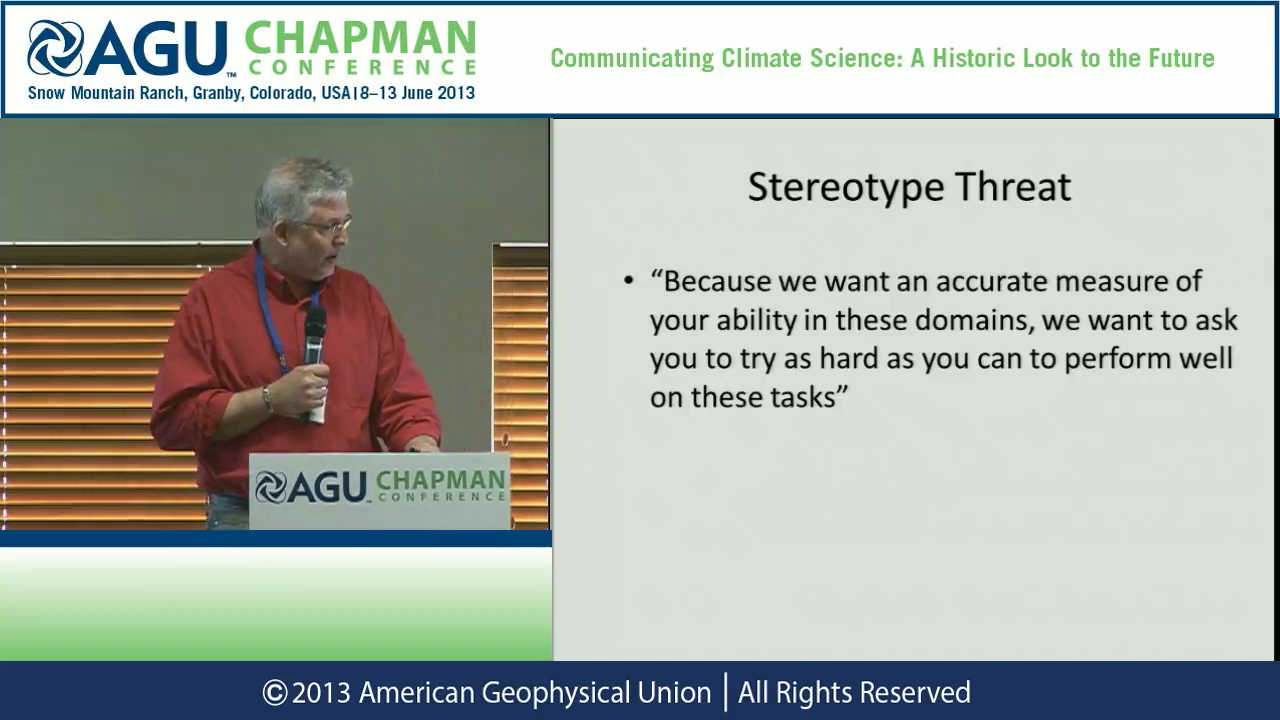 AGU CHAPMAN
CONFERENCE
TM
Snow Mountain Ranch, Granby, Colorado, USA|8–13 June 2013
Communicating Climate Science: A Historic Look to the Future
Stereotype Threat
• “Because we want an accurate measure of
your ability in these domains, we want to ask
you to try as hard as you can to perform well
on these tasks”
AGU CHAPMAN
CONFERENCE
©2013 American Geophysical Union | All Rights Reserved